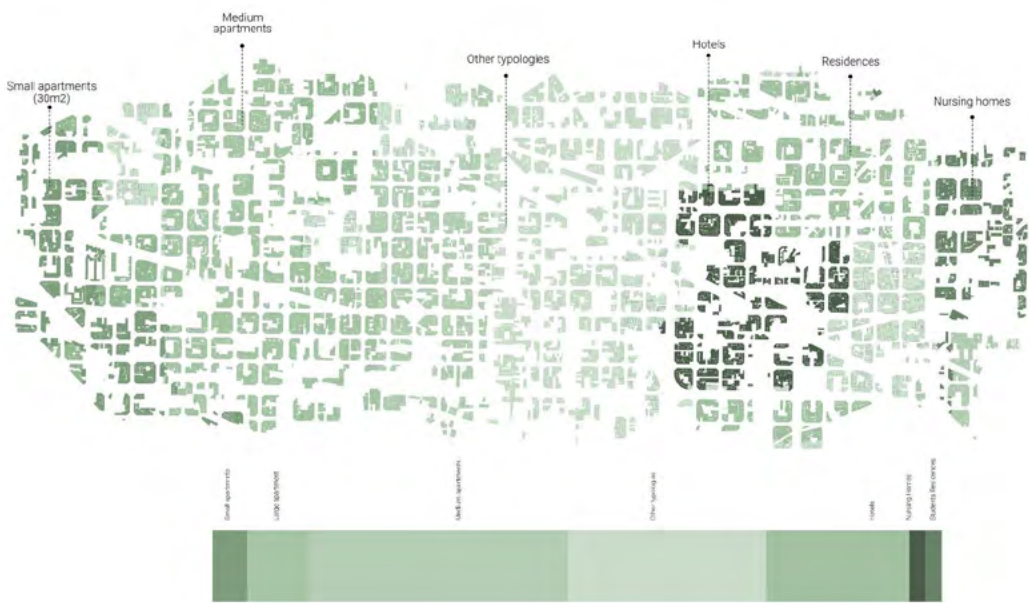 Medium
apartments
Hotels
Other typologies
Residences
Small apartments
(30m2)
Nursing homes
Small apartments
Large apartment
Medium apartments
Other typologies
Hotels
Nursing Homes
Students Residences